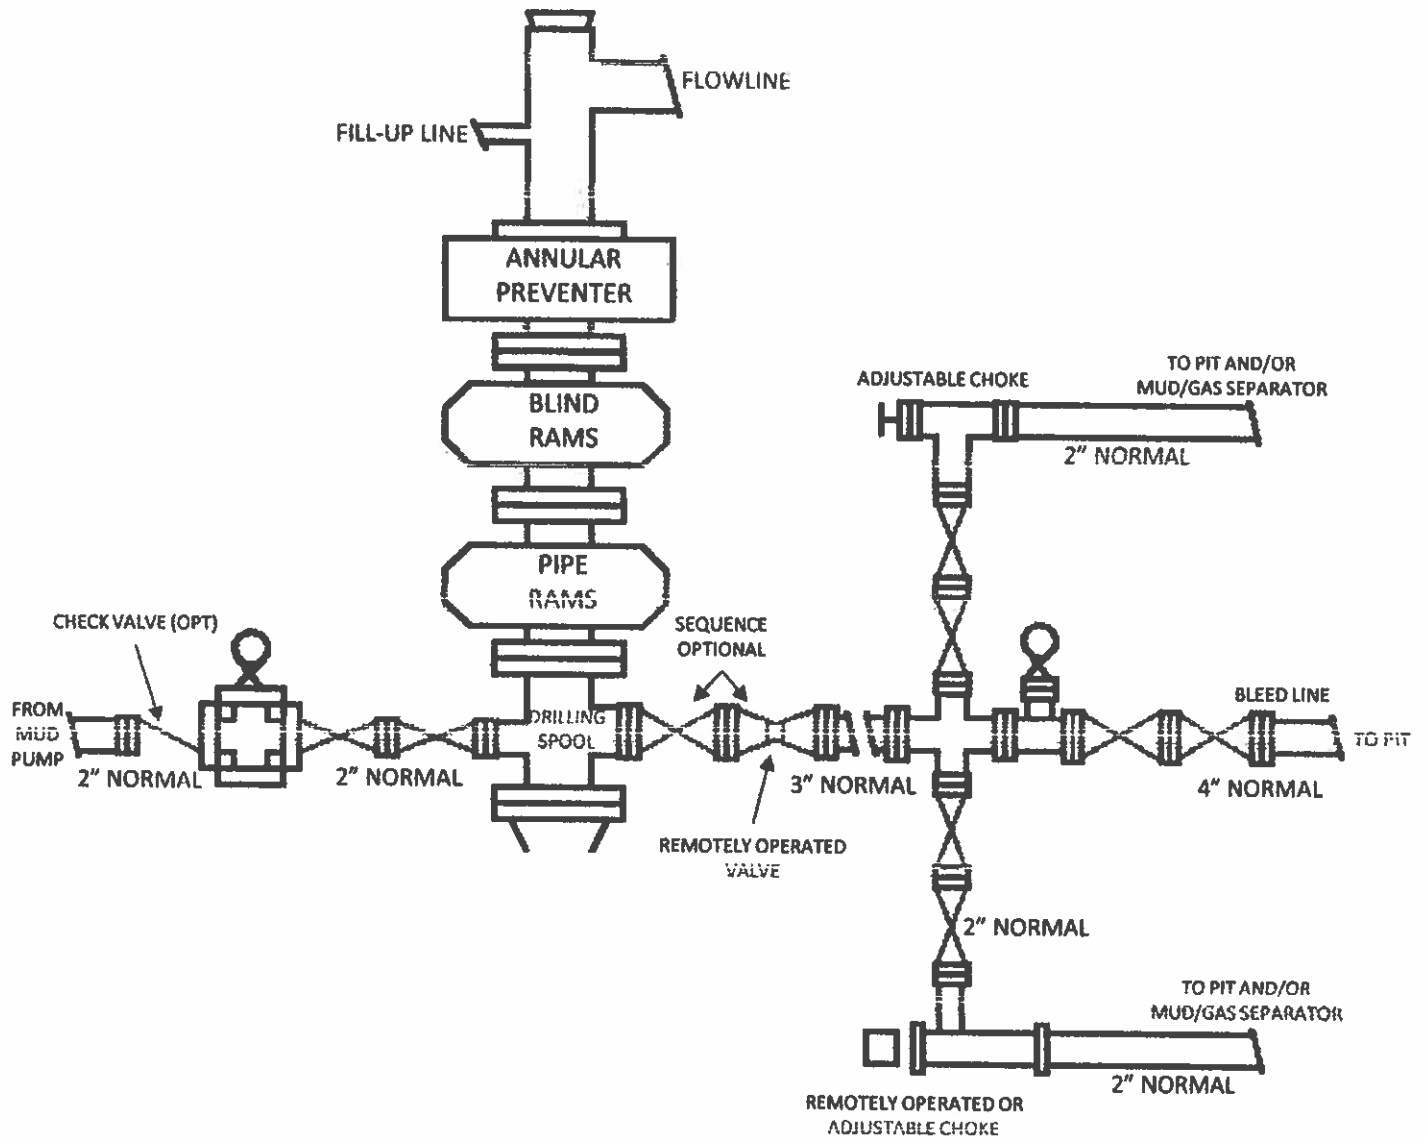 FLOWLINE
FILL-UP LINE
ANNULAR
PREVENTER
BLIND
RAMS
PIPE
RAMS
ADJUSTABLE CHOKE
TO PIT AND/OR
MUD/GAS SEPARATOR
2" NORMAL
CHECK VALVE (OPT)
SEQUENCE
OPTIONAL
FROM
MUD
PUMP
2" NORMAL
2" NORMAL
DRILLING
SPOOL
3" NORMAL
REMOTELY OPERATED
VALVE
BLEED LINE
TO PIT
4" NORMAL
2" NORMAL
TO PIT AND/OR
MUD/GAS SEPARATOR
2" NORMAL
REMOTELY OPERATED OR
ADJUSTABLE CHOKE